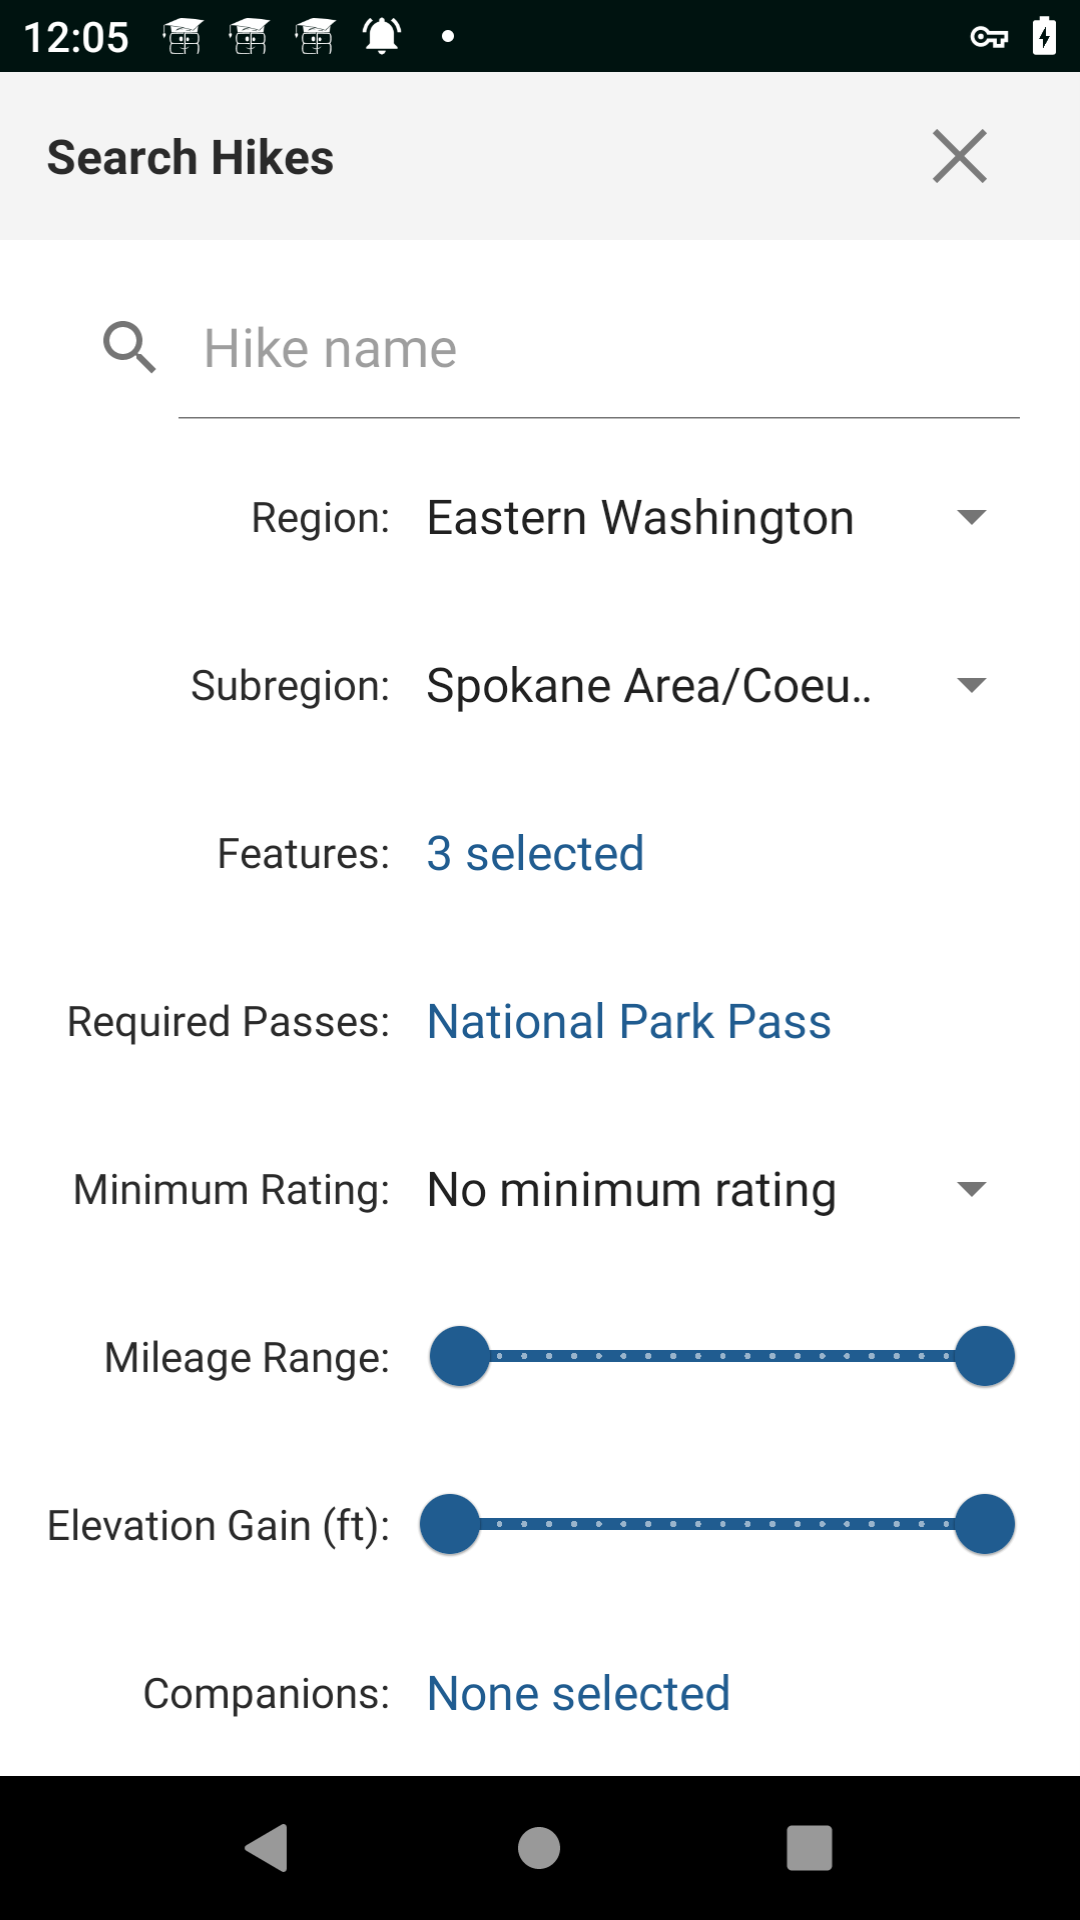 12:05
Search Hikes
Hike name
Region: Eastern Washington
Subregion: Spokane Area/Coeu..
Features: 3 selected
Required Passes: National Park Pass
Minimum Rating: No minimum rating
Mileage Range:
Elevation Gain (ft):
Companions: None selected